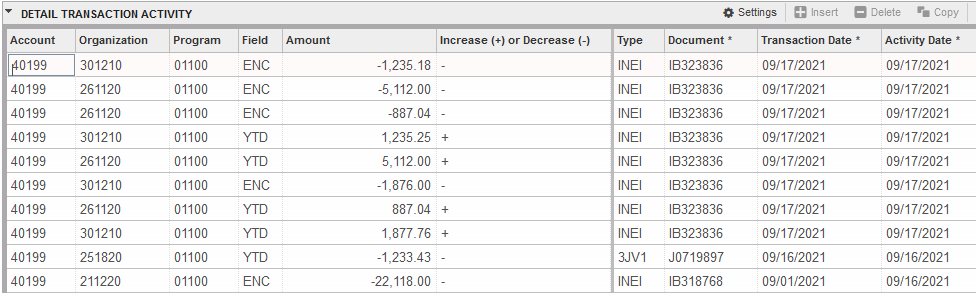 DETAIL TRANSACTION ACTIVITY Settings Insert Delete Copy
Account Organization Program Field Amount Increase (+) or Decrease (-) Type Document * Transaction Date * Activity Date *
40199 301210 01100 ENC -1,235.18 - INEI IB323836 09/17/2021 09/17/2021
40199 261120 01100 ENC -5,112.00 - INEI IB323836 09/17/2021 09/17/2021
40199 261120 01100 ENC -887.04 - INEI IB323836 09/17/2021 09/17/2021
40199 301210 01100 YTD 1,235.25 + INEI IB323836 09/17/2021 09/17/2021
40199 261120 01100 YTD 5,112.00 + INEI IB323836 09/17/2021 09/17/2021
40199 301210 01100 ENC -1,876.00 - INEI IB323836 09/17/2021 09/17/2021
40199 261120 01100 YTD 887.04 + INEI IB323836 09/17/2021 09/17/2021
40199 301210 01100 YTD 1,877.76 + INEI IB323836 09/17/2021 09/17/2021
40199 251820 01100 YTD -1,233.43 - 3JV1 J0719897 09/16/2021 09/16/2021
40199 211220 01100 ENC -22,118.00 - INEI IB318768 09/01/2021 09/16/2021